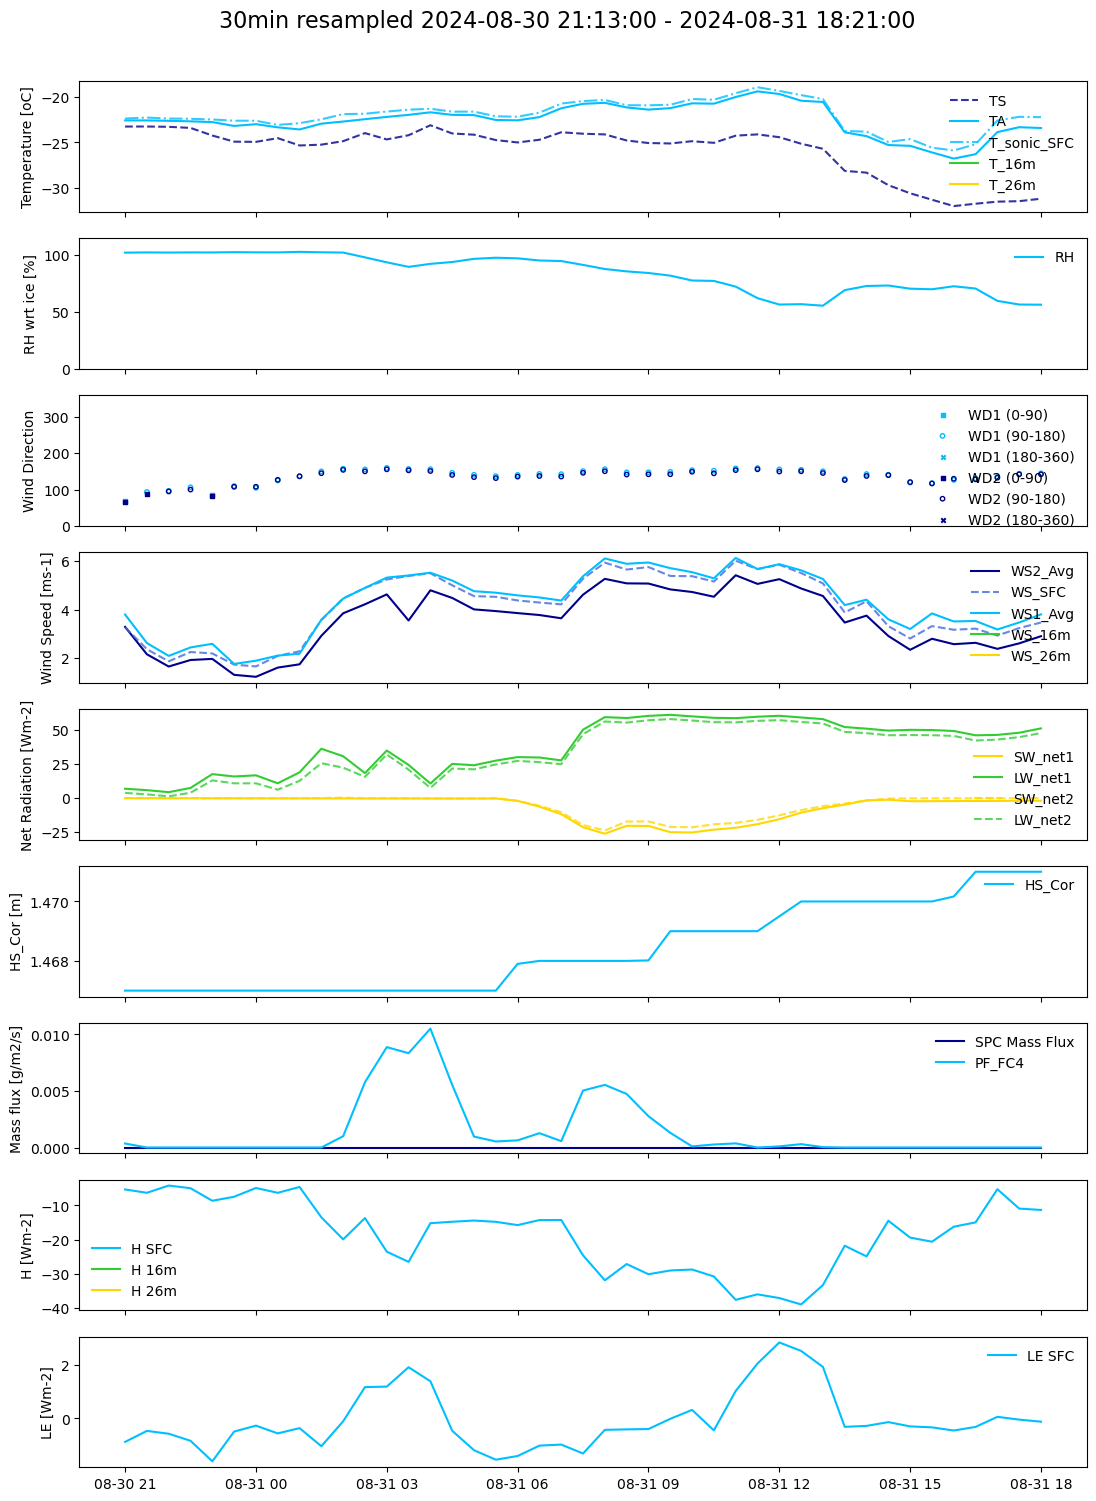 30min resampled 2024-08-30 21:13:00 - 2024-08-31 18:21:00
Temperature [oC]
−20
−25
−30
TS
TA
T_sonic_SFC
T_16m
T_26m
RH wrt ice [%]
100
50
0
RH
Wind Direction
300
200
100
0
WD1 (0-90)
WD1 (90-180)
WD1 (180-360)
WD2 (0-90)
WD2 (90-180)
WD2 (180-360)
Wind Speed [ms-1]
6
4
2
WS2_Avg
WS_SFC
WS1_Avg
WS_16m
WS_26m
Net Radiation [Wm-2]
50
25
0
−25
SW_net1
LW_net1
SW_net2
LW_net2
HS_Cor [m]
1.470
1.468
HS_Cor
Mass flux [g/m2/s]
0.010
0.005
0.000
SPC Mass Flux
PF_FC4
H [Wm-2]
−10
−20
−30
−40
H SFC
H 16m
H 26m
LE [Wm-2]
2
0
LE SFC
08-30 21 08-31 00 08-31 03 08-31 06 08-31 09 08-31 12 08-31 15 08-31 18